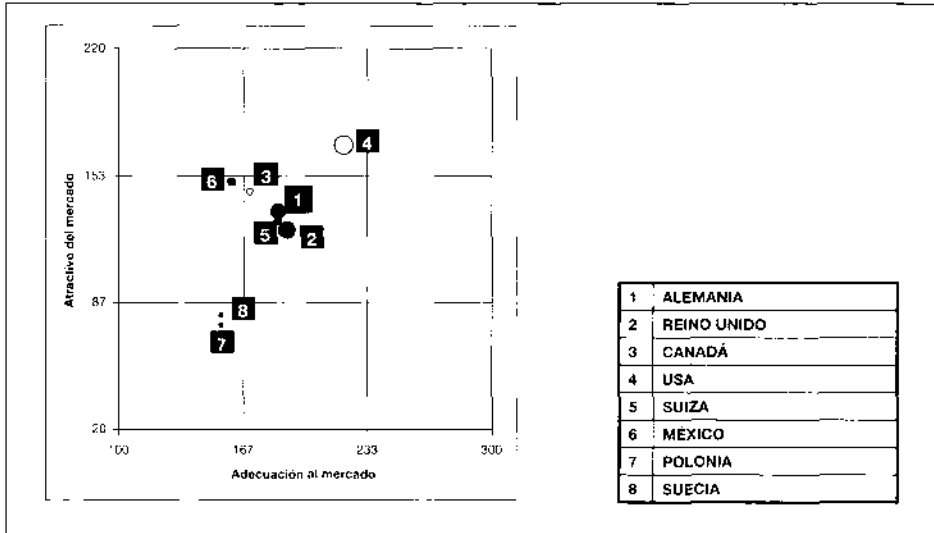 220
Atractivo del mercado
4
153
3
6
1
5
2
87
8
7
20
100 167 233 300
Adecuación al mercado
1 ALEMANIA
2 REINO UNIDO
3 CANADÁ
4 USA
5 SUIZA
6 MÉXICO
7 POLONIA
8 SUECIA